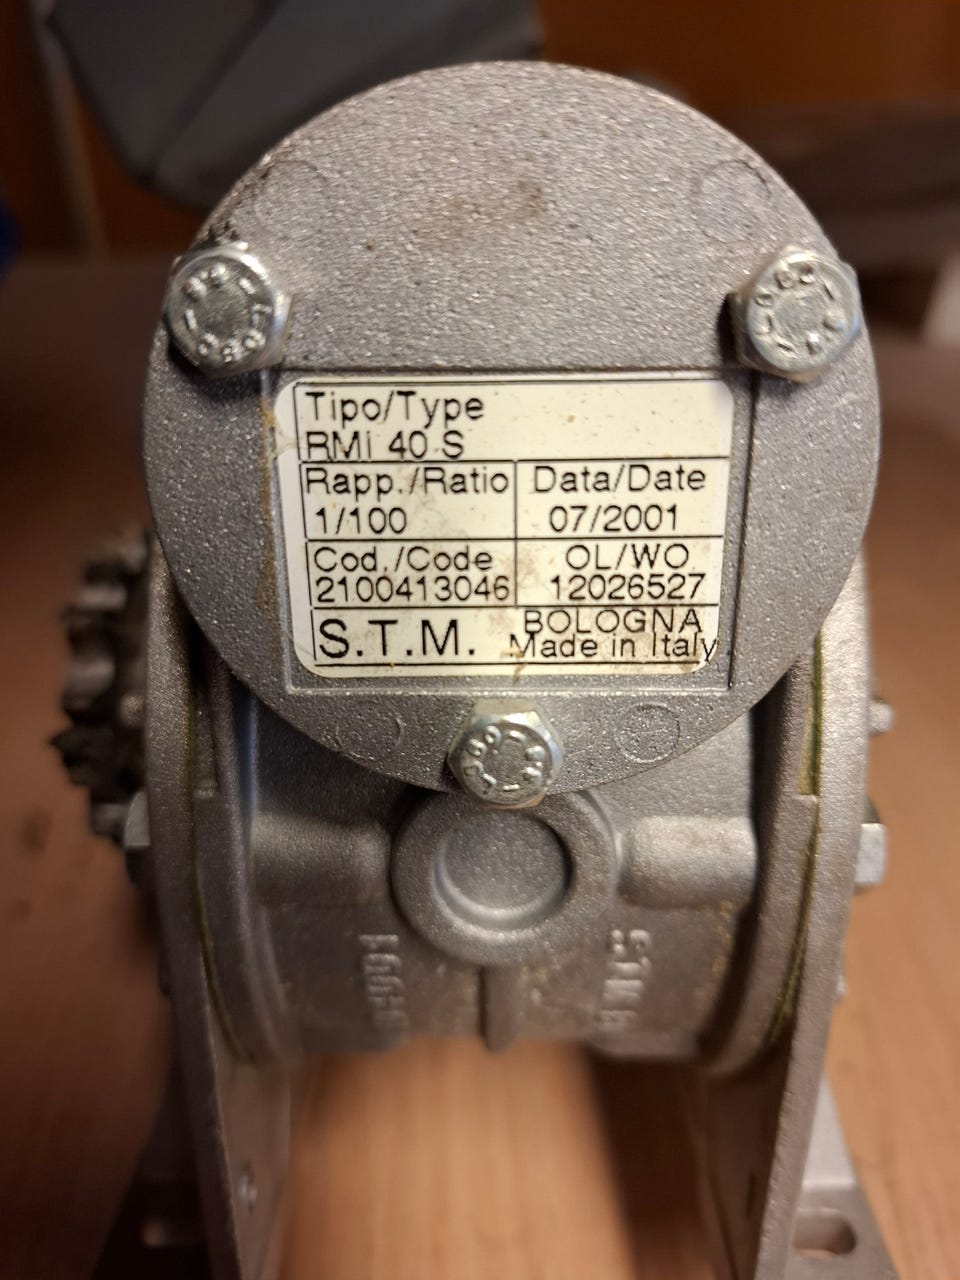 Tipo/Type
RMI 40 S
Rapp./Ratio Data/Date
1/100 07/2001
Cod./Code OL/WO
2100413046 12026527
S.T.M. BOLOGNA
Made in Italy